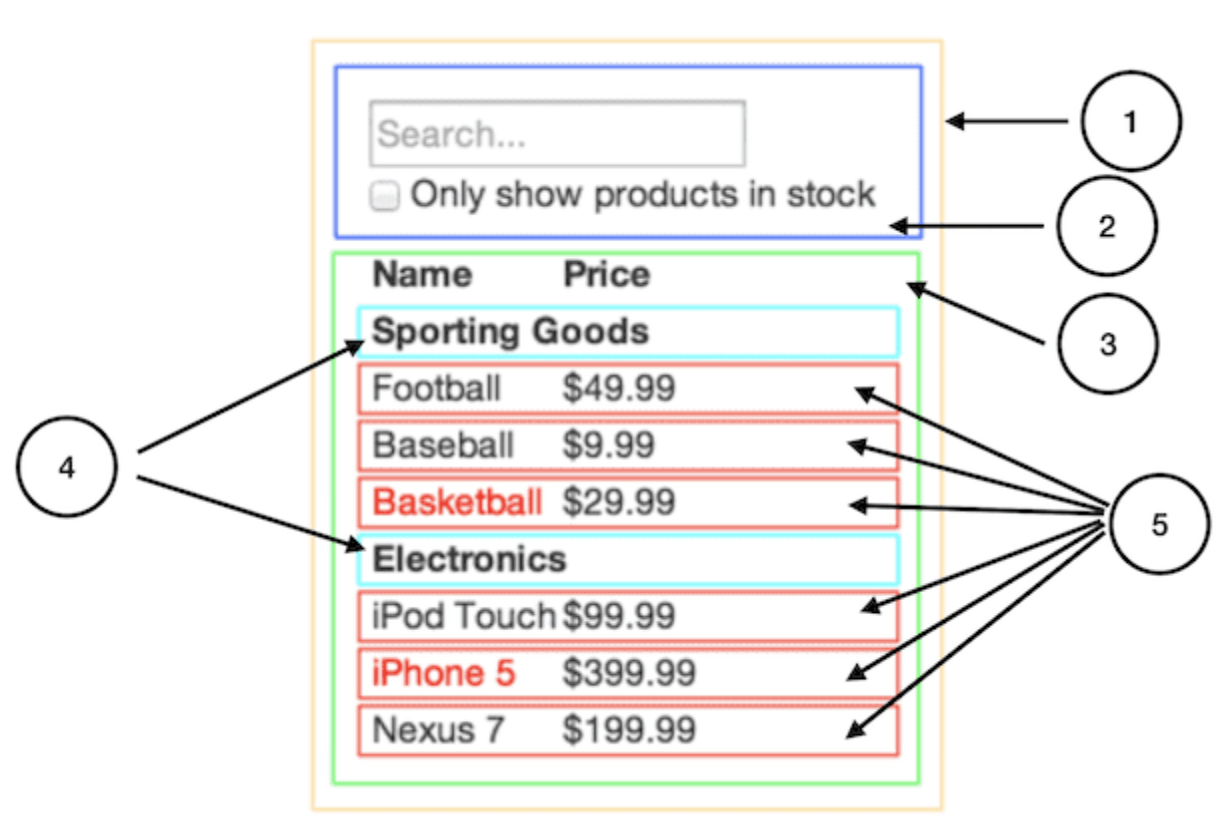 Search...
1
Only show products in stock
2
Name Price
3
Sporting Goods
Football $49.99
Baseball $9.99
4
Basketball $29.99
5
Electronics
iPod Touch $99.99
iPhone 5 $399.99
Nexus 7 $199.99